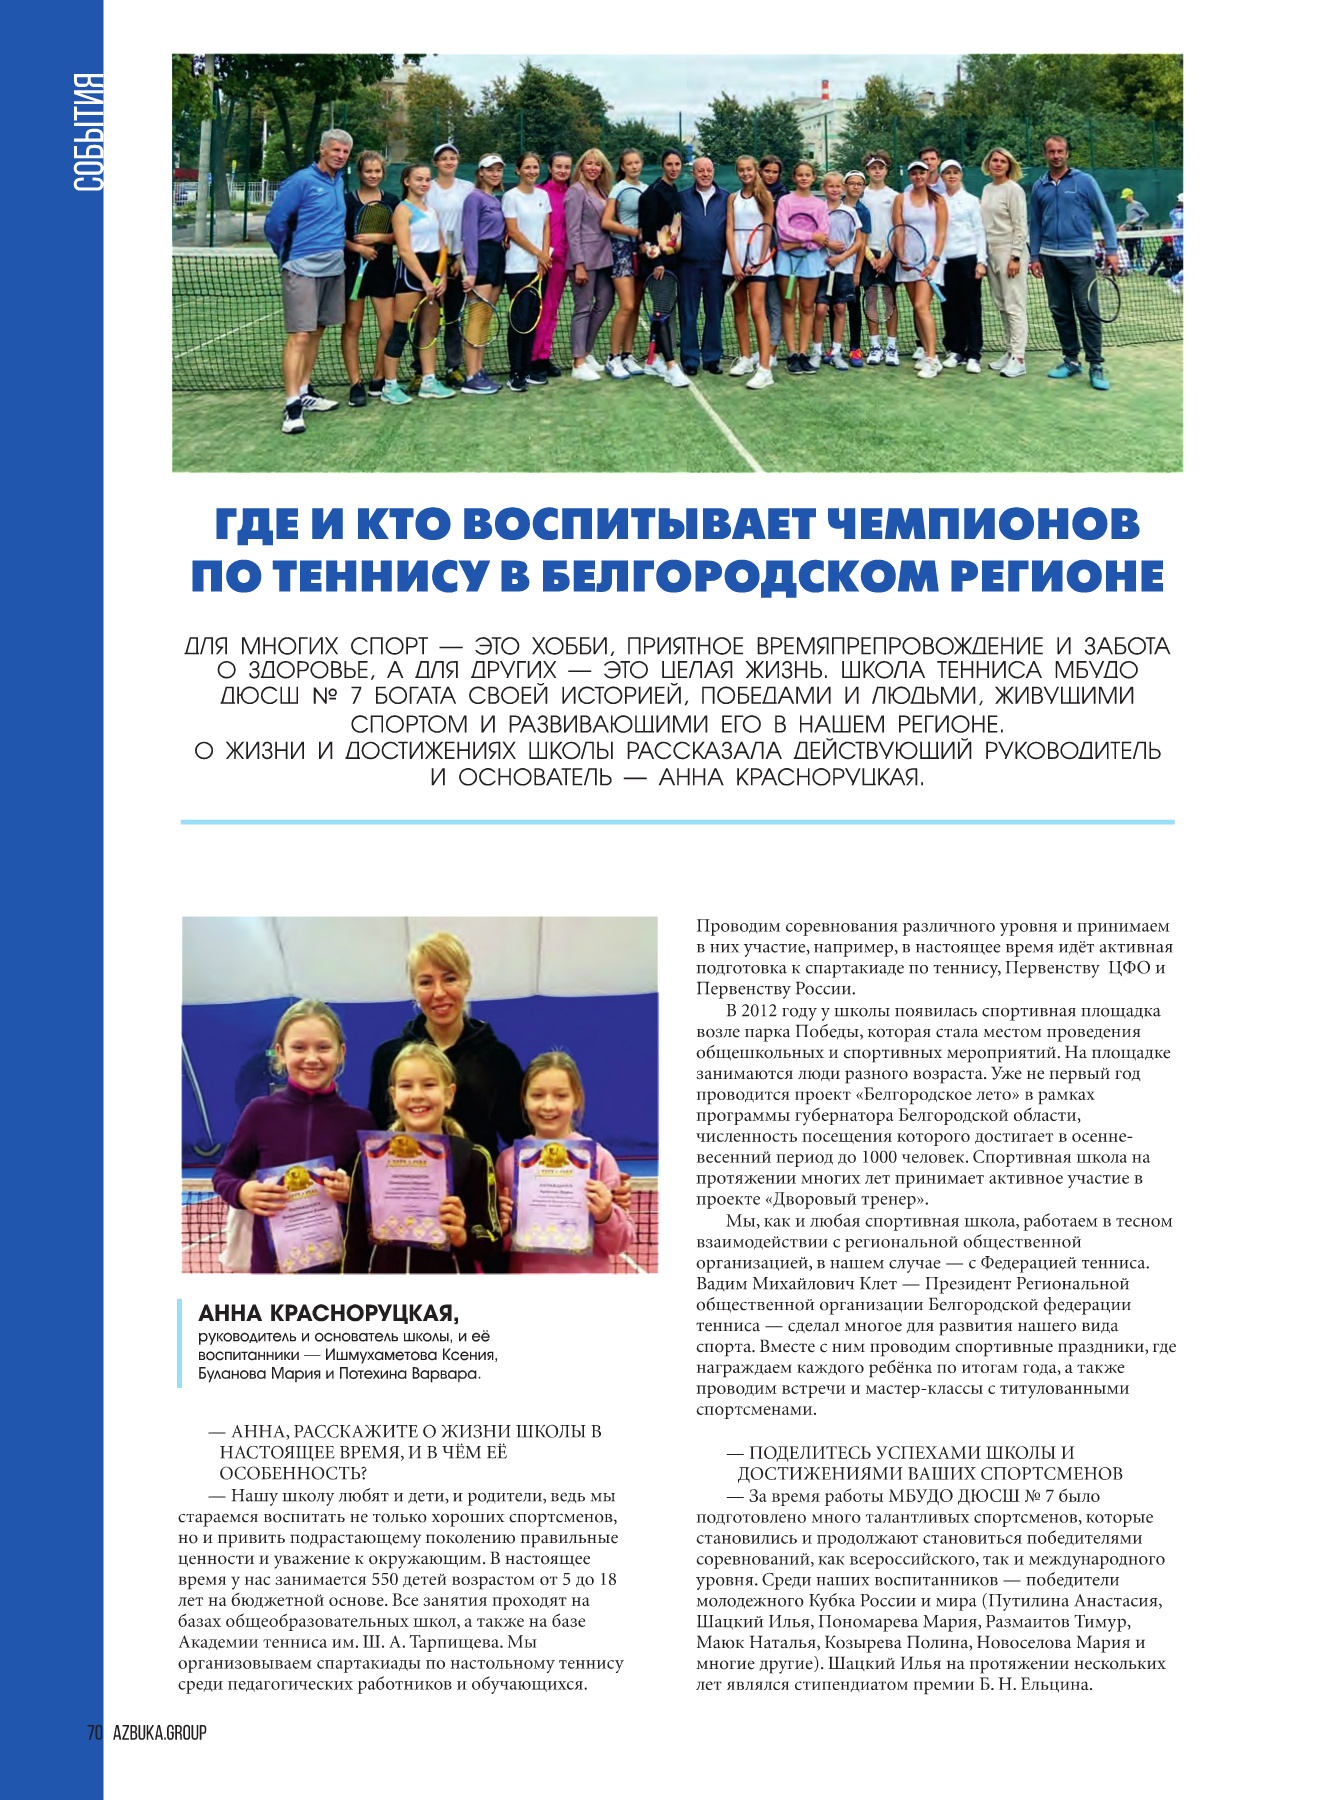 СОБЫТИЯ
ГДЕ И КТО ВОСПИТЫВАЕТ ЧЕМПИОНОВ
ПО ТЕННИСУ В БЕЛГОРОДСКОМ РЕГИОНЕ
ДЛЯ МНОГИХ СПОРТ — ЭТО ХОББИ, ПРИЯТНОЕ ВРЕМЯПРЕПРОВОЖДЕНИЕ И ЗАБОТА
О ЗДОРОВЬЕ, А ДЛЯ ДРУГИХ — ЭТО ЦЕЛАЯ ЖИЗНЬ. ШКОЛА ТЕННИСА МБУДО
ДЮСШ № 7 БОГАТА СВОЕЙ ИСТОРИЕЙ, ПОБЕДАМИ И ЛЮДЬМИ, ЖИВУЩИМИ
СПОРТОМ И РАЗВИВАЮЩИМИ ЕГО В НАШЕМ РЕГИОНЕ.
О ЖИЗНИ И ДОСТИЖЕНИЯХ ШКОЛЫ РАССКАЗАЛА ДЕЙСТВУЮЩИЙ РУКОВОДИТЕЛЬ
И ОСНОВАТЕЛЬ — АННА КРАСНОРУЦКАЯ.
АННА КРАСНОРУЦКАЯ,
руководитель и основатель школы, и её
воспитанники — Ишмухаметова Ксения,
Буланова Мария и Потехина Варвара.
— АННА, РАССКАЖИТЕ О ЖИЗНИ ШКОЛЫ В
НАСТОЯЩЕЕ ВРЕМЯ, И В ЧЁМ ЕЁ
ОСОБЕННОСТЬ?
— Нашу школу любят и дети, и родители, ведь мы
стараемся воспитать не только хороших спортсменов,
но и привить подрастающему поколению правильные
ценности и уважение к окружающим. В настоящее
время у нас занимается 550 детей возрастом от 5 до 18
лет на бюджетной основе. Все занятия проходят на
базах общеобразовательных школ, а также на базе
Академии тенниса им. Ш. А. Тарпищева. Мы
организовываем спартакиады по настольному теннису
среди педагогических работников и обучающихся.
Проводим соревнования различного уровня и принимаем
в них участие, например, в настоящее время идёт активная
подготовка к спартакиаде по теннису, Первенству ЦФО и
Первенству России.
В 2012 году у школы появилась спортивная площадка
возле парка Победы, которая стала местом проведения
общешкольных и спортивных мероприятий. На площадке
занимаются люди разного возраста. Уже не первый год
проводится проект «Белгородское лето» в рамках
программы губернатора Белгородской области,
численность посещения которого достигает в осенне-
весенний период до 1000 человек. Спортивная школа на
протяжении многих лет принимает активное участие в
проекте «Дворовый тренер».
Мы, как и любая спортивная школа, работаем в тесном
взаимодействии с региональной общественной
организацией, в нашем случае — с Федерацией тенниса.
Вадим Михайлович Клет — Президент Региональной
общественной организации Белгородской федерации
тенниса — сделал многое для развития нашего вида
спорта. Вместе с ним проводим спортивные праздники, где
награждаем каждого ребёнка по итогам года, а также
проводим встречи и мастер-классы с титулованными
спортсменами.
— ПОДЕЛИТЕСЬ УСПЕХАМИ ШКОЛЫ И
ДОСТИЖЕНИЯМИ ВАШИХ СПОРТСМЕНОВ
— За время работы МБУДО ДЮСШ № 7 было
подготовлено много талантливых спортсменов, которые
становились и продолжают становиться победителями
соревнований, как всероссийского, так и международного
уровня. Среди наших воспитанников — победители
молодежного Кубка России и мира (Путилина Анастасия,
Шацкий Илья, Пономарева Мария, Размаитов Тимур,
Маюк Наталья, Козырева Полина, Новоселова Мария и
многие другие). Шацкий Илья на протяжении нескольких
лет являлся стипендиатом премии Б. Н. Ельцина.
70 AZBUKA.GROUP